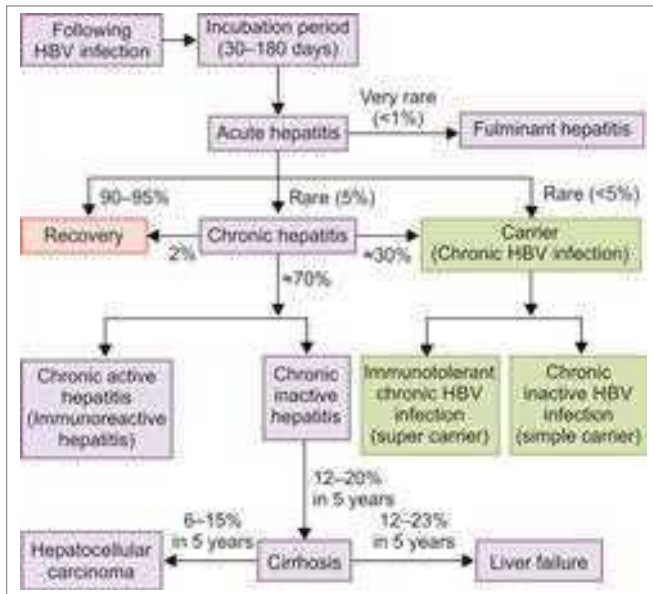 Following
HBV infection
Incubation period
(30–180 days)
Very rare
(<1%)
Acute hepatitis
Fulminant hepatitis
90–95%
Rare (5%)
Rare (<5%)
Recovery
2%
Chronic hepatitis
≈30%
Carrier
(Chronic HBV infection)
≈70%
Chronic active
hepatitis
(Immunoreactive
hepatitis)
Chronic
inactive
hepatitis
Immunotolerant
chronic HBV
infection
(super carrier)
Chronic
inactive HBV
infection
(simple carrier)
12–20%
in 5 years
6–15%
in 5 years
12–23%
in 5 years
Hepatocellular
carcinoma
Cirrhosis
Liver failure